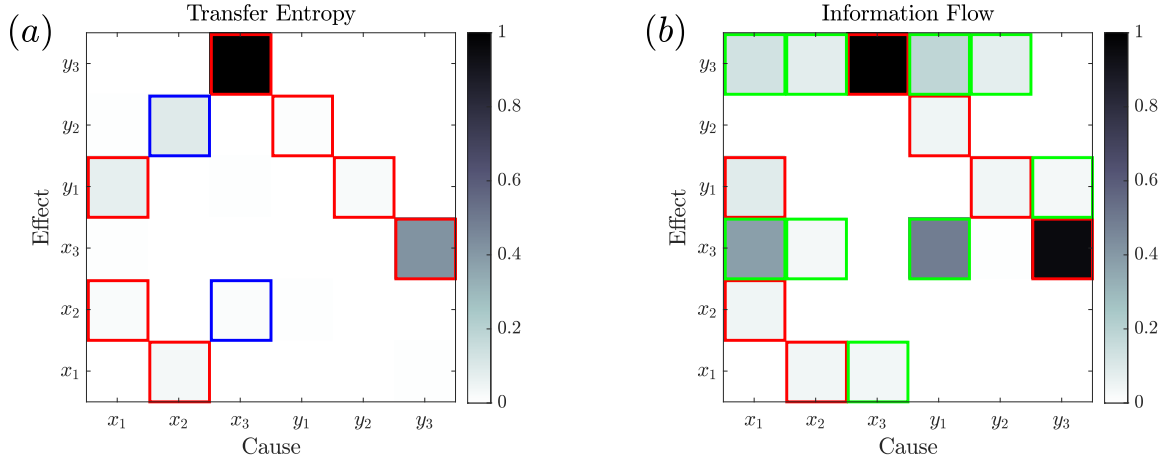 (a)
Transfer Entropy
y3
y2
y1
x3
x2
x1
Effect
x1 x2 x3 y1 y2 y3
Cause
1
0.8
0.6
0.4
0.2
0
(b)
Information Flow
y3
y2
y1
x3
x2
x1
Effect
x1 x2 x3 y1 y2 y3
Cause
1
0.8
0.6
0.4
0.2
0